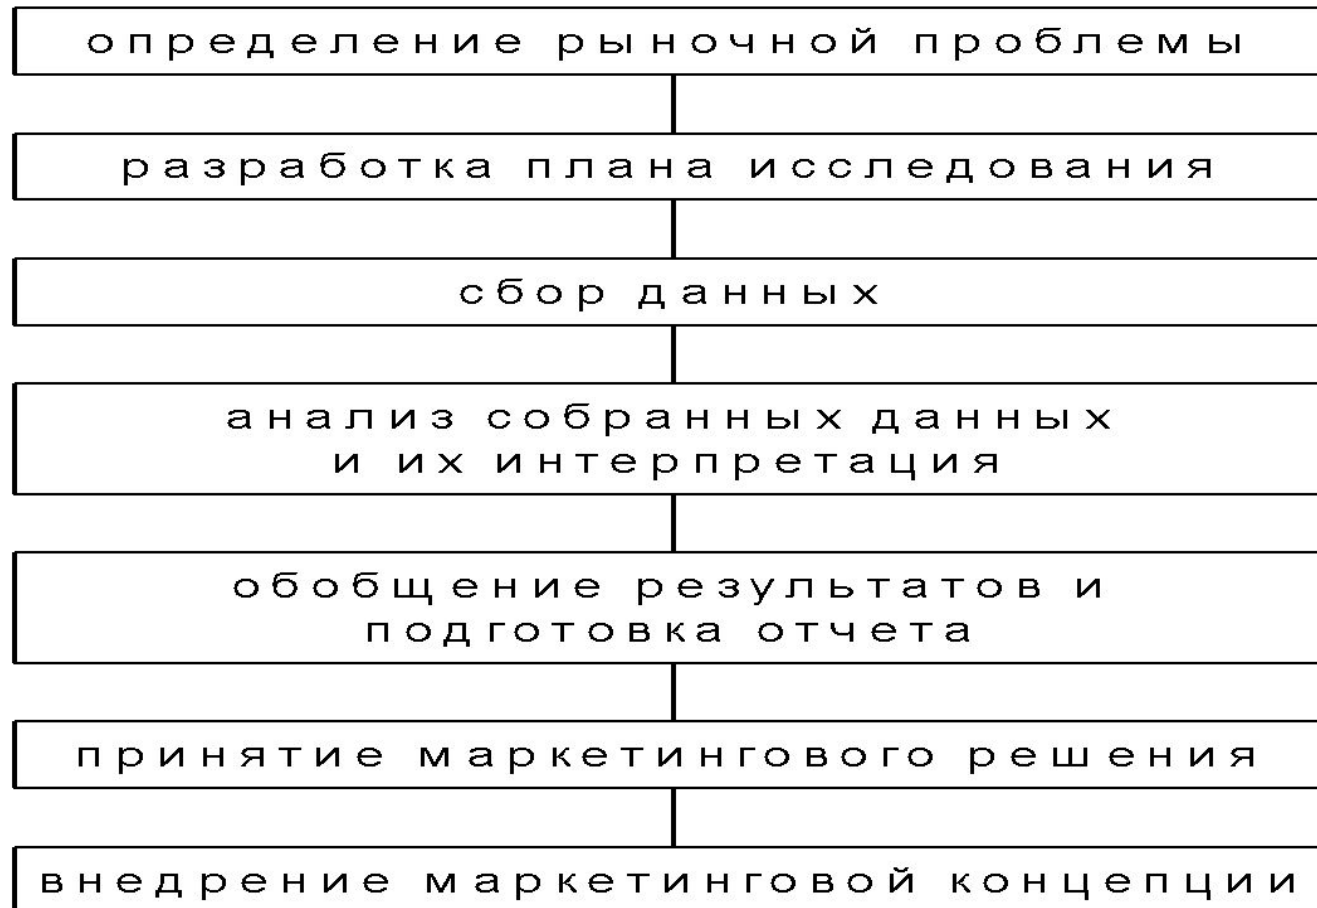 определение рыночной проблемы
разработка плана исследования
сбор данных
анализ собранных данных
и их интерпретация
обобщение результатов и
подготовка отчета
принятие маркетингового решения
внедрение маркетинговой концепции